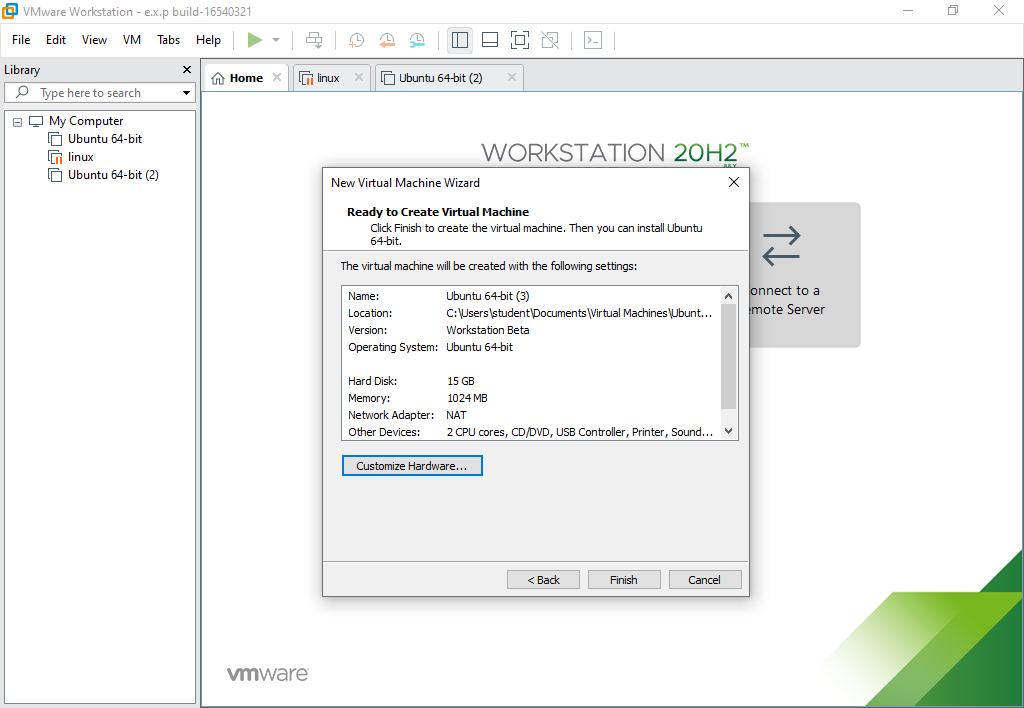 VMware Workstation - e.x.p build-16540321
File Edit View VM Tabs Help
Library
Type here to search
My Computer
Ubuntu 64-bit
linux
Ubuntu 64-bit (2)
Home linux Ubuntu 64-bit (2)
WORKSTATION 20H2™
New Virtual Machine Wizard
Ready to Create Virtual Machine
Click Finish to create the virtual machine. Then you can install Ubuntu
64-bit.
The virtual machine will be created with the following settings:
Name: Ubuntu 64-bit (3)
Location: C:\Users\student\Documents\Virtual Machines\Ubunt...
Version: Workstation Beta
Operating System: Ubuntu 64-bit
Hard Disk: 15 GB
Memory: 1024 MB
Network Adapter: NAT
Other Devices: 2 CPU cores, CD/DVD, USB Controller, Printer, Sound...
Customize Hardware...
< Back Finish Cancel
onnect to a
emote Server
vmware